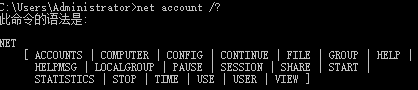 C:\Users\Administrator>net account /?
此命令的语法是:
NET
[ ACCOUNTS | COMPUTER | CONFIG | CONTINUE | FILE | GROUP | HELP |
HELPMSG | LOCALGROUP | PAUSE | SESSION | SHARE | START |
STATISTICS | STOP | TIME | USE | USER | VIEW ]